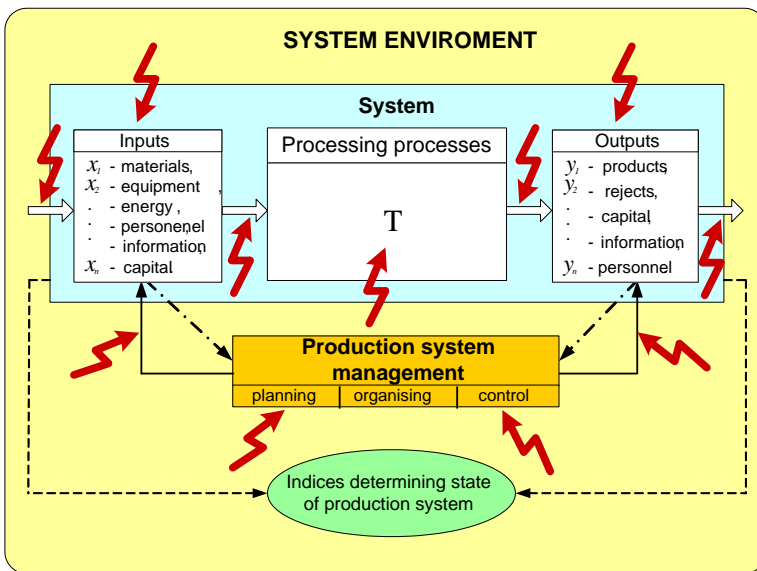 SYSTEM ENVIROMENT
System
Inputs
x1 - materials,
x2 - equipment ,
. - energy ,
. - personenel,
. - information,
xn - capital.
Processing processes
T
Outputs
y1 - products,
y2 - rejects,
. - capital,
. - information,
yn - personnel
Production system
management
planning | organising | control
Indices determining state
of production system